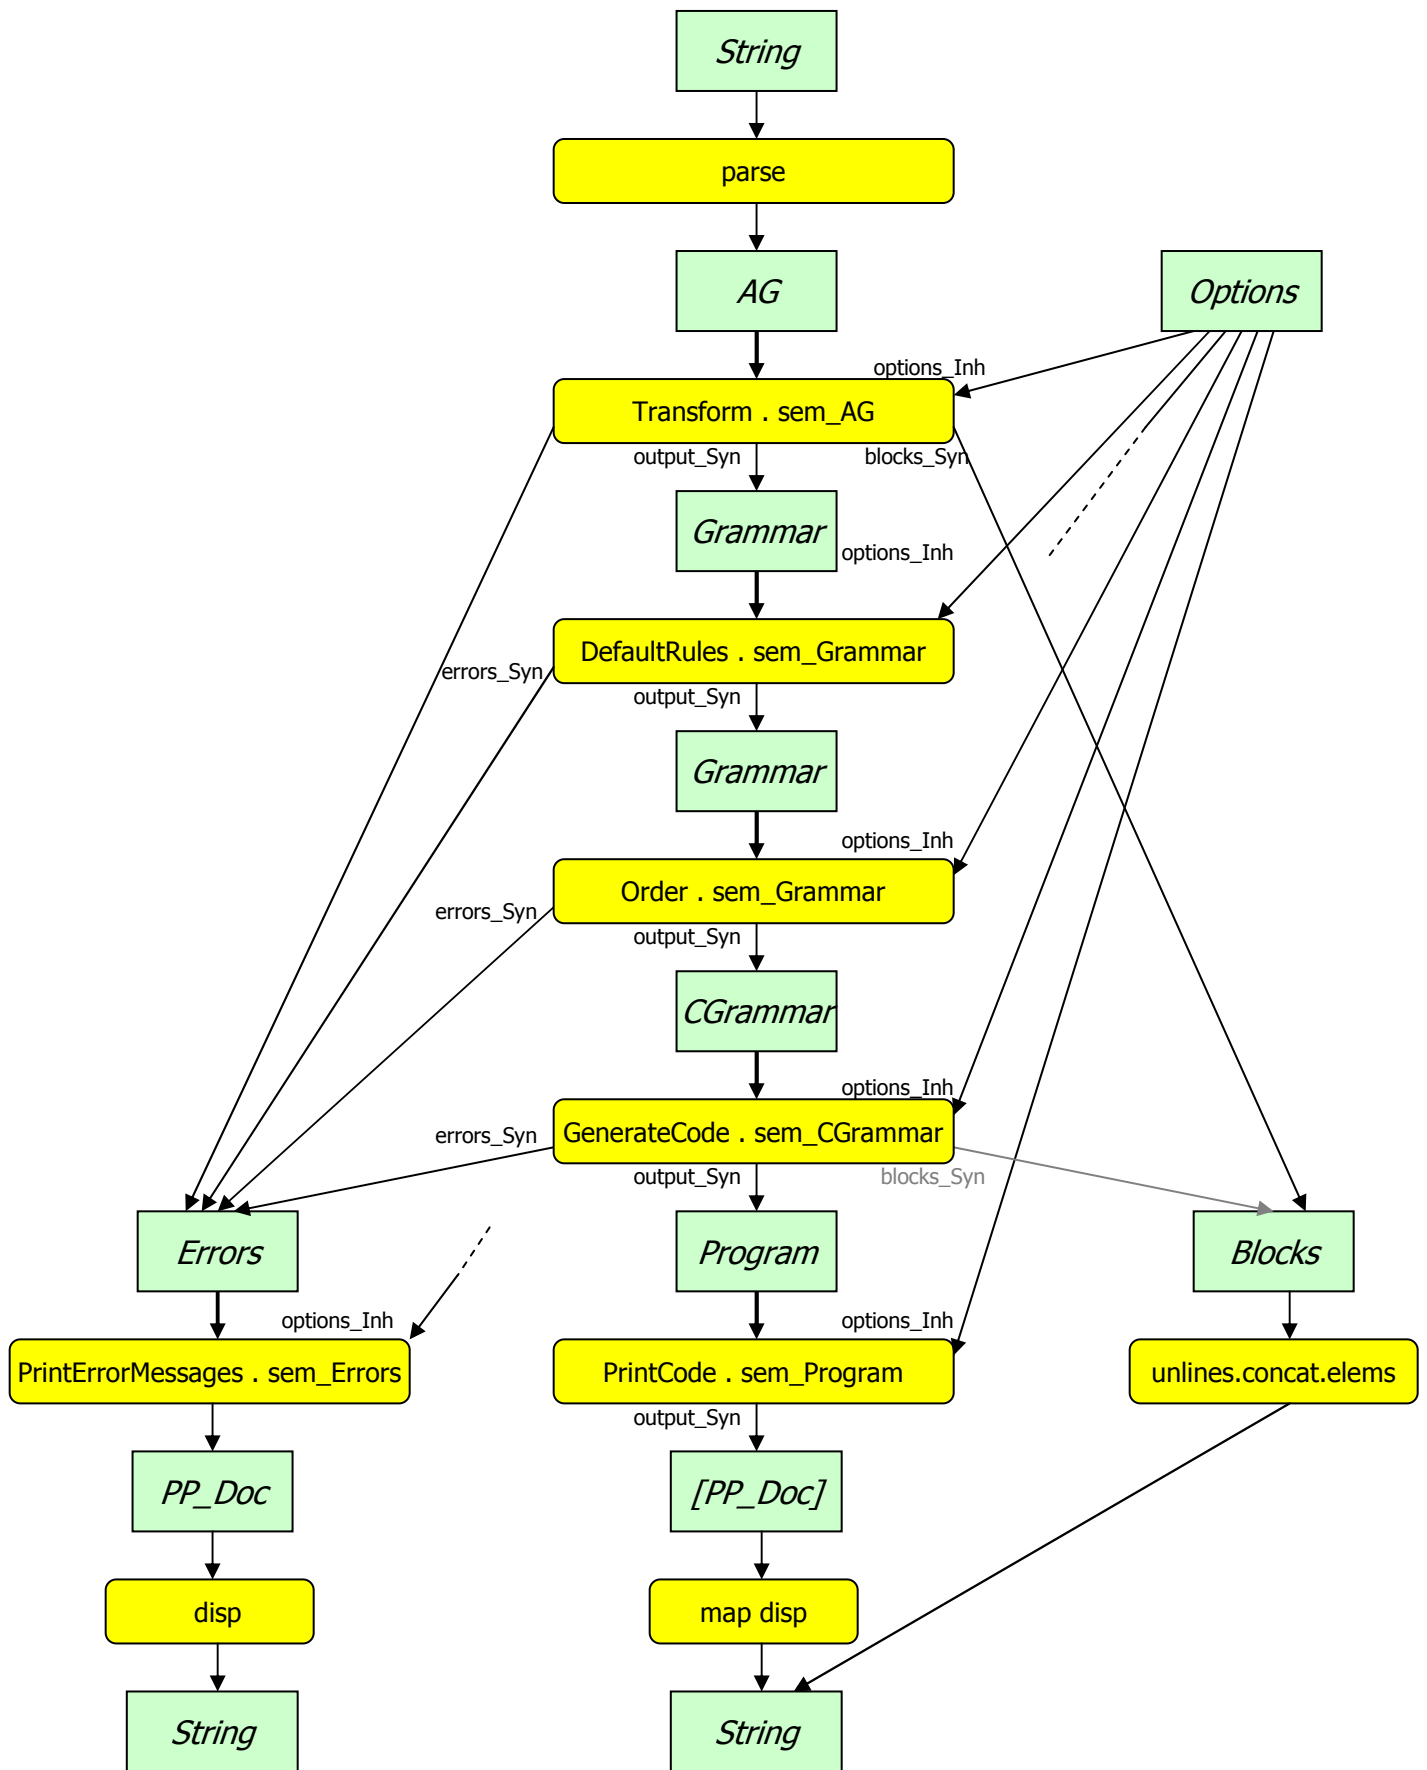 String
parse
AG
Options
options_Inh
Transform . sem_AG
output_Syn
blocks_Syn
Grammar
options_Inh
DefaultRules . sem_Grammar
errors_Syn
output_Syn
Grammar
options_Inh
Order . sem_Grammar
errors_Syn
output_Syn
CGrammar
options_Inh
GenerateCode . sem_CGrammar
errors_Syn
output_Syn
blocks_Syn
Errors
Program
Blocks
options_Inh
options_Inh
PrintErrorMessages . sem_Errors
PrintCode . sem_Program
unlines.concat.elems
output_Syn
PP_Doc
[PP_Doc]
disp
map disp
String
String